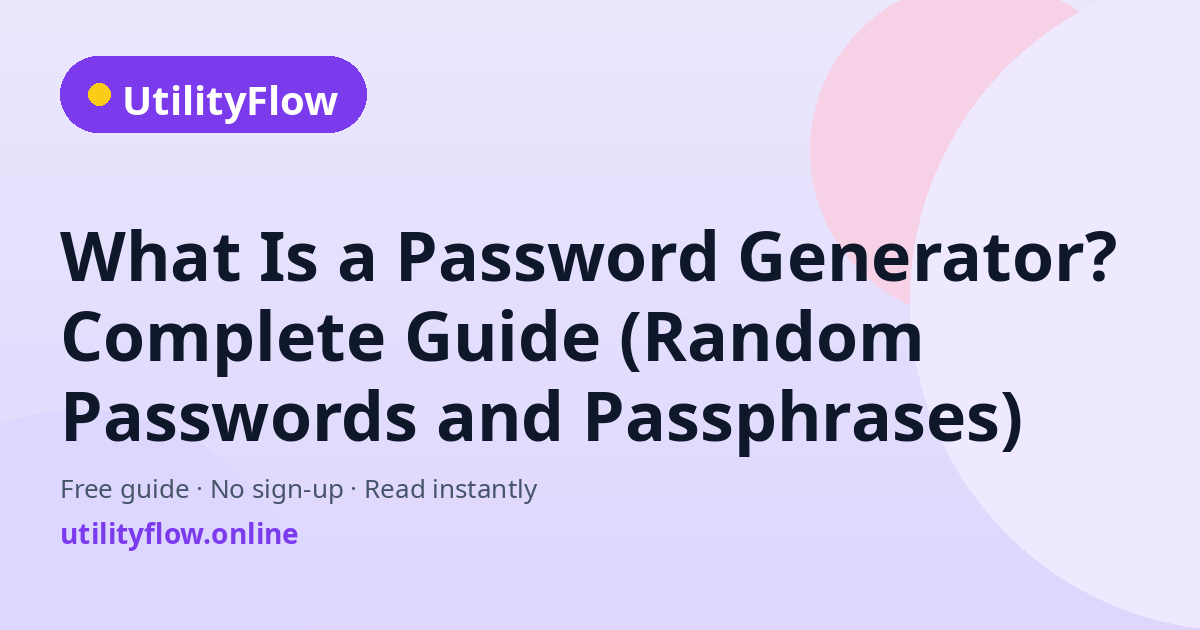 UtilityFlow
What Is a Password Generator?
Complete Guide (Random
Passwords and Passphrases)
Free guide · No sign-up · Read instantly
utilityflow.online